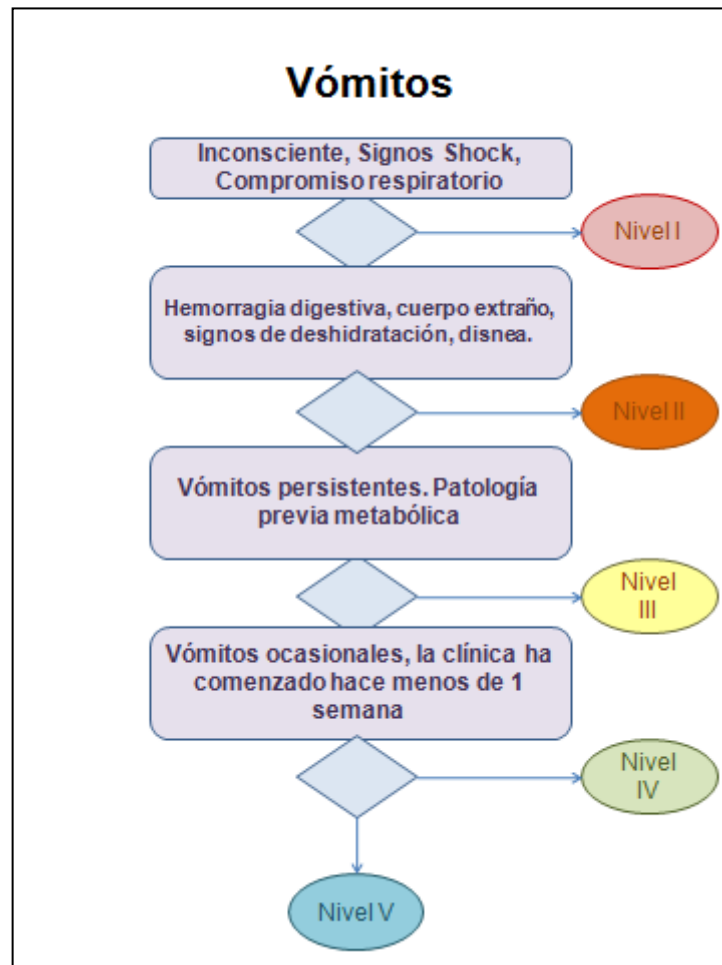 Vómitos
Inconsciente, Signos Shock,
Compromiso respiratorio
Nivel I
Hemorragia digestiva, cuerpo extraño,
signos de deshidratación, disnea.
Nivel II
Vómitos persistentes. Patología
previa metabólica
Nivel
III
Vómitos ocasionales, la clínica ha
comenzado hace menos de 1
semana
Nivel
IV
Nivel V